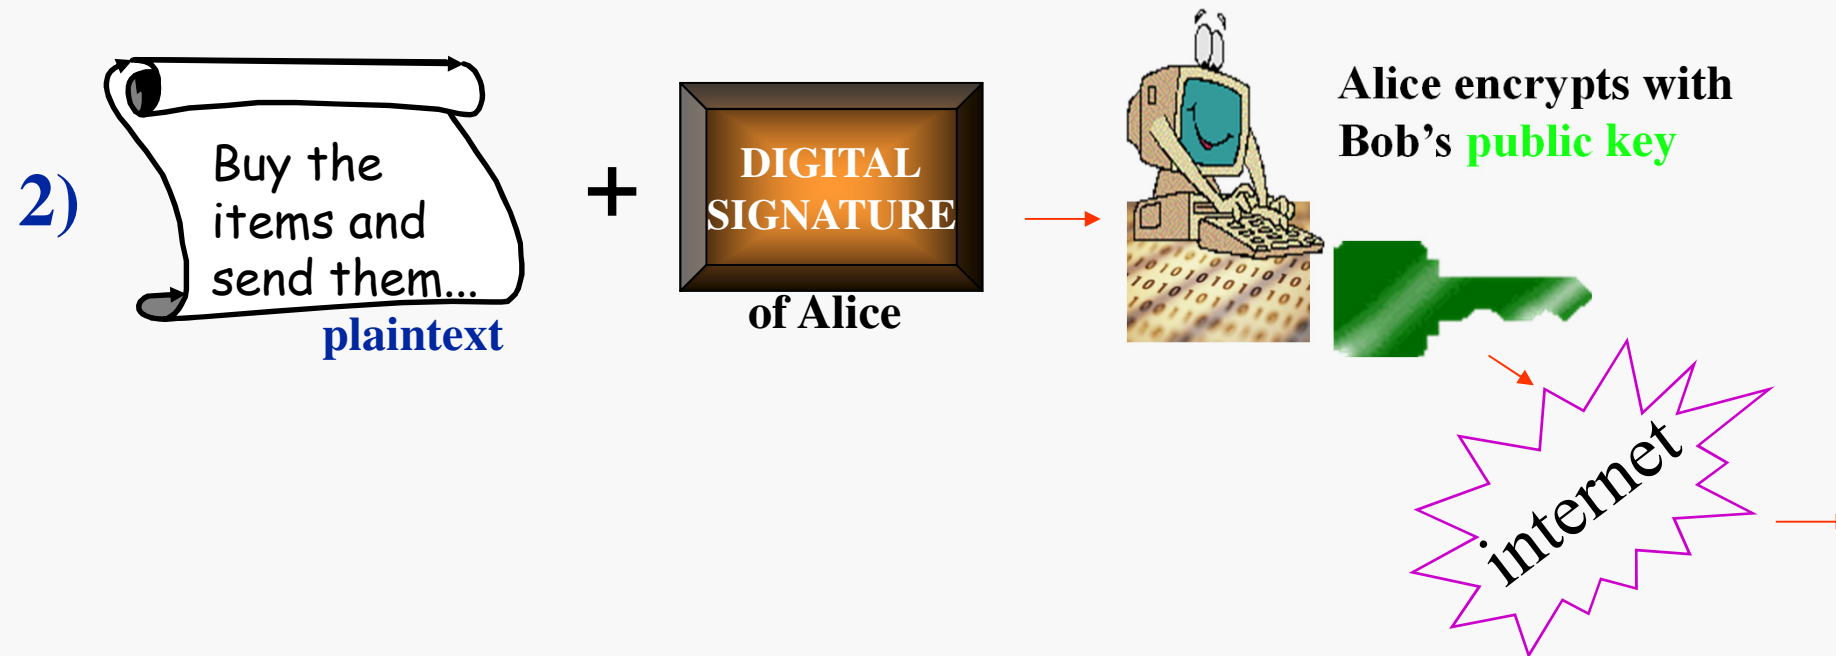 2)
Buy the
items and
send them...
plaintext
+
DIGITAL
SIGNATURE
of Alice
Alice encrypts with
Bob's public key
internet